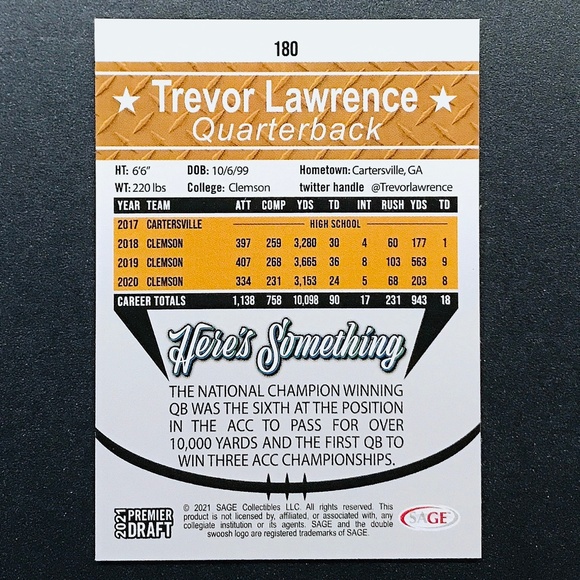 180
★ Trevor Lawrence ★
Quarterback
HT: 6'6" DOB: 10/6/99 Hometown: Cartersville, GA
WT: 220 lbs College: Clemson twitter handle @Trevorlawrence
YEAR TEAM ATT COMP YDS TD INT RUSH YDS TD
2017 CARTERSVILLE HIGH SCHOOL
2018 CLEMSON 397 259 3,280 30 4 60 177 1
2019 CLEMSON 407 268 3,665 36 8 103 563 9
2020 CLEMSON 334 231 3,153 24 5 68 203 8
CAREER TOTALS 1,138 758 10,098 90 17 231 943 18
Here's Something
THE NATIONAL CHAMPION WINNING
QB WAS THE SIXTH AT THE POSITION
IN THE ACC TO PASS FOR OVER
10,000 YARDS AND THE FIRST QB TO
WIN THREE ACC CHAMPIONSHIPS.
2021 PREMIER
DRAFT
© 2021 SAGE Collectibles LLC. All rights reserved. This
product is not licensed by, affiliated, or associated with, any
collegiate institution or its agents. SAGE and the double
swoosh logo are registered trademarks of SAGE.
SAGE